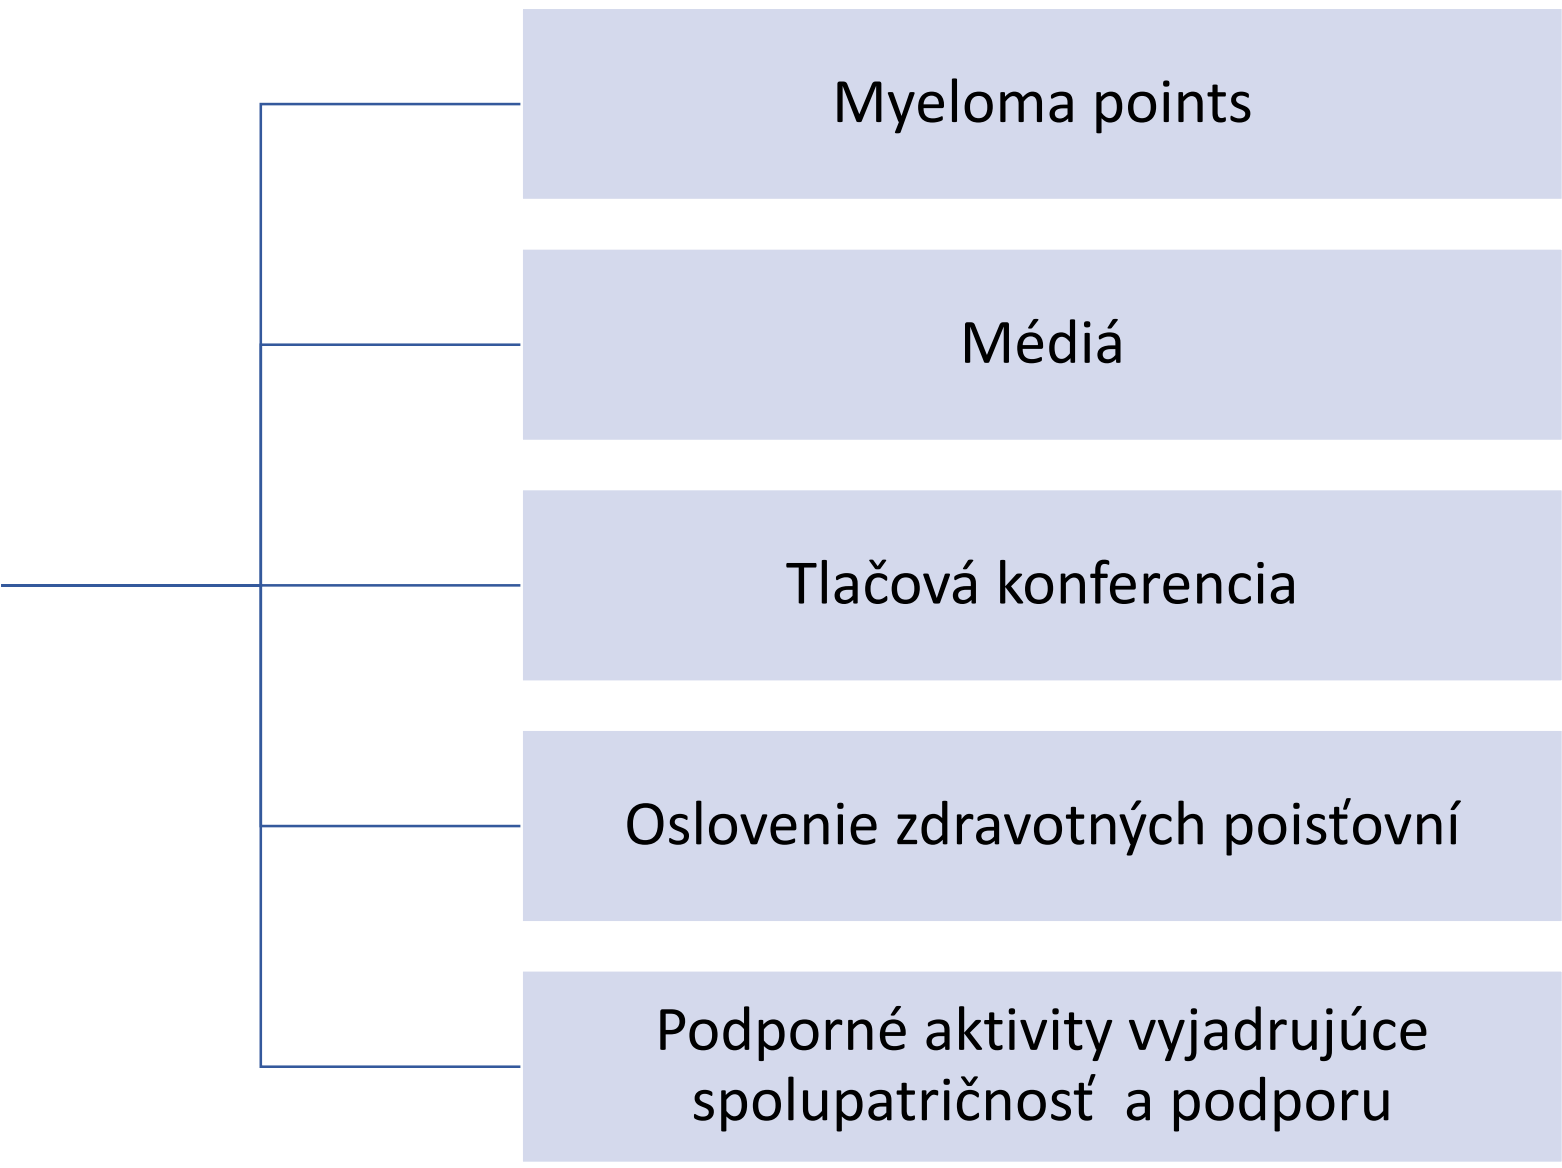 Myeloma points
Médiá
Tlačová konferencia
Oslovenie zdravotných poisťovní
Podporné aktivity vyjadrujúce
spolupatričnosť  a podporu